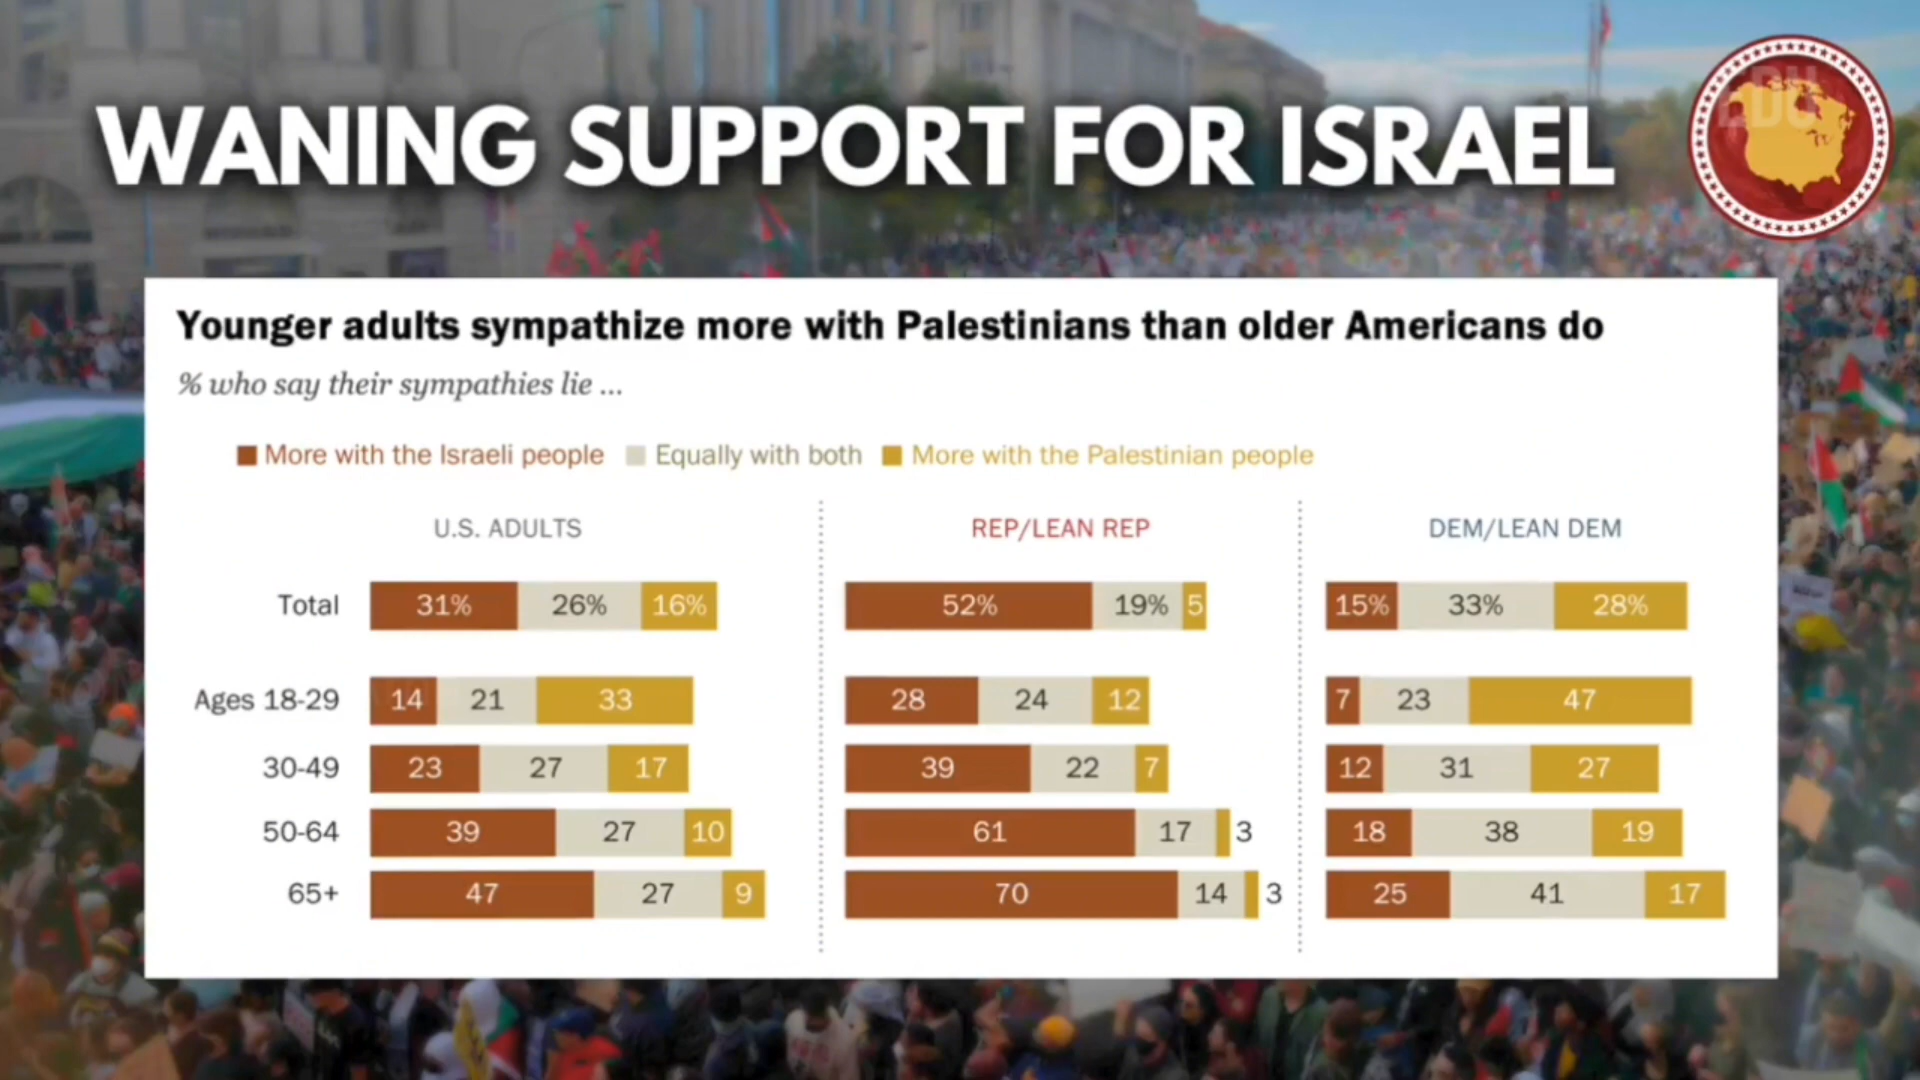 WANING SUPPORT FOR ISRAEL
EDU
Younger adults sympathize more with Palestinians than older Americans do
% who say their sympathies lie ...
More with the Israeli people Equally with both More with the Palestinian people
U.S. ADULTS REP/LEAN REP DEM/LEAN DEM
Total 31% 26% 16% 52% 19% 5 15% 33% 28%
Ages 18-29 14 21 33 28 24 12 7 23 47
30-49 23 27 17 39 22 7 12 31 27
50-64 39 27 10 61 17 3 18 38 19
65+ 47 27 9 70 14 3 25 41 17